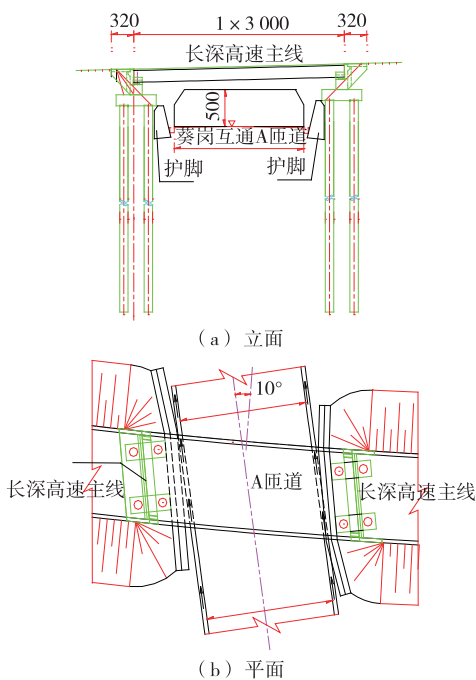 320 1×3 000 320
长深高速主线
500
葵岗互通A匝道
护脚 护脚
(a) 立面
10°
长深高速主线 A匝道 长深高速主线
(b) 平面